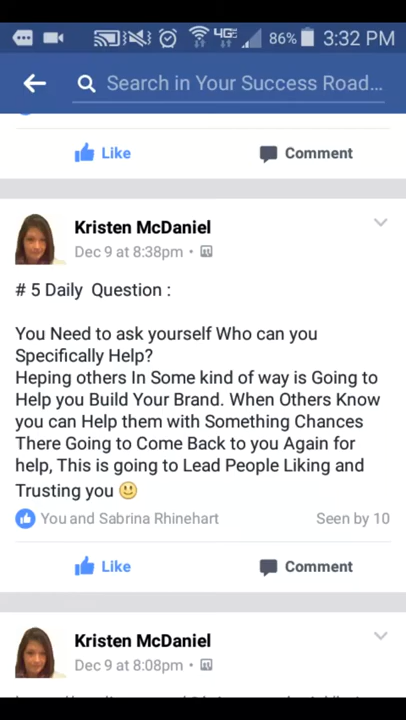 4G 86% 3:32 PM
Search in Your Success Road...
Like Comment
Kristen McDaniel
Dec 9 at 8:38pm •
# 5 Daily Question :
You Need to ask yourself Who can you
Specifically Help?
Heping others In Some kind of way is Going to
Help you Build Your Brand. When Others Know
you can Help them with Something Chances
There Going to Come Back to you Again for
help, This is going to Lead People Liking and
Trusting you
You and Sabrina Rhinehart Seen by 10
Like Comment
Kristen McDaniel
Dec 9 at 8:08pm •